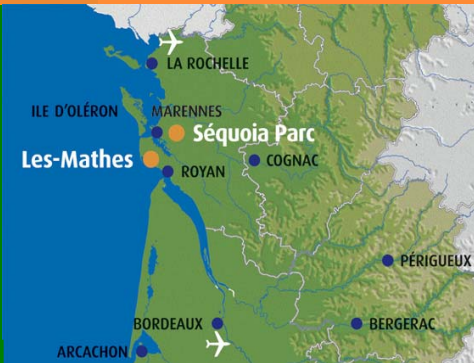 LA ROCHELLE
ILE D'OLÉRON
MARENNES
Séquoia Parc
Les-Mathes
ROYAN
COGNAC
PÉRIGUEUX
BORDEAUX
BERGERAC
ARCACHON